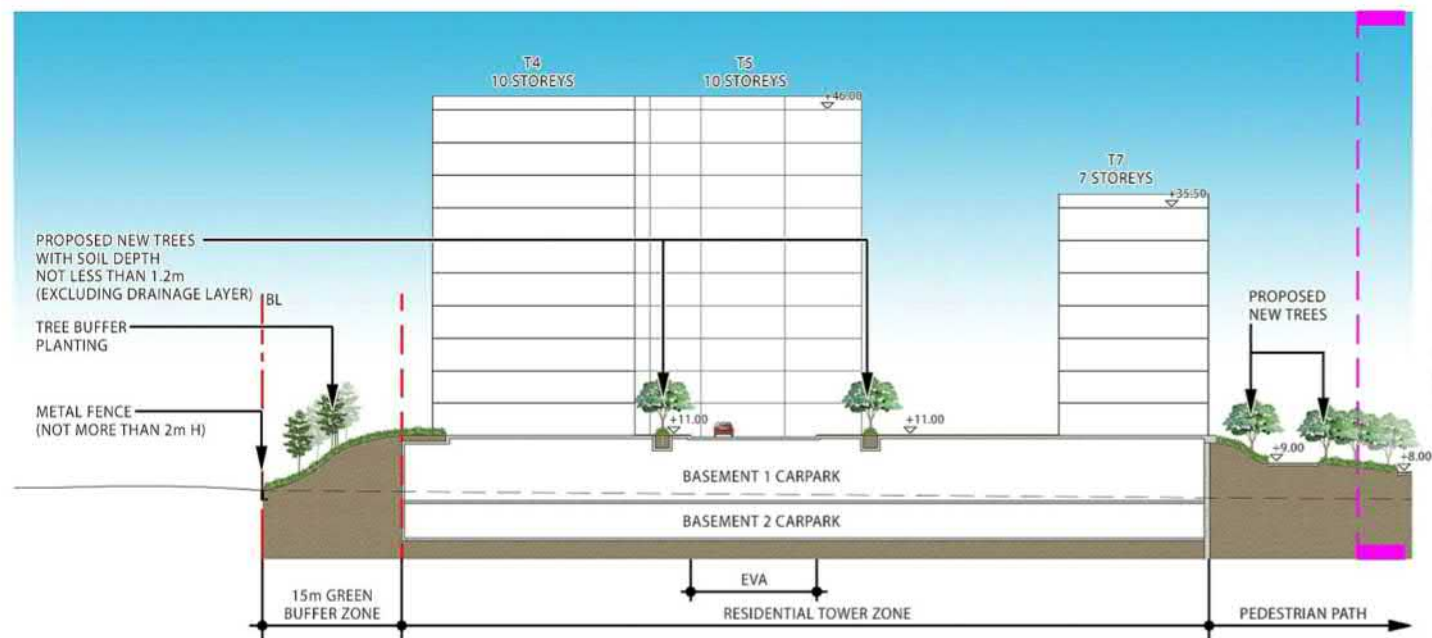 T4
10 STOREYS
T5
10 STOREYS
+46.00
T7
7 STOREYS
+35.50
PROPOSED NEW TREES
WITH SOIL DEPTH
NOT LESS THAN 1.2m
(EXCLUDING DRAINAGE LAYER)
BL
TREE BUFFER
PLANTING
METAL FENCE
(NOT MORE THAN 2m H)
PROPOSED
NEW TREES
+11.00
+11.00
+9.00
+8.00
BASEMENT 1 CARPARK
BASEMENT 2 CARPARK
EVA
15m GREEN
BUFFER ZONE
RESIDENTIAL TOWER ZONE
PEDESTRIAN PATH